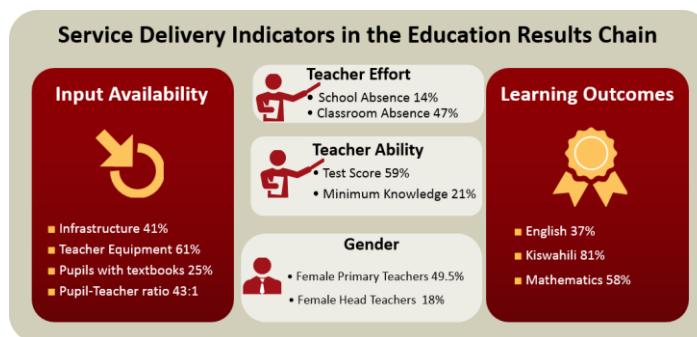 Service Delivery Indicators in the Education Results Chain
Input Availability
Infrastructure 41%
Teacher Equipment 61%
Pupils with textbooks 25%
Pupil-Teacher ratio 43:1
Teacher Effort
• School Absence 14%
• Classroom Absence 47%
Teacher Ability
• Test Score 59%
• Minimum Knowledge 21%
Gender
• Female Primary Teachers 49.5%
• Female Head Teachers 18%
Learning Outcomes
English 37%
Kiswahili 81%
Mathematics 58%